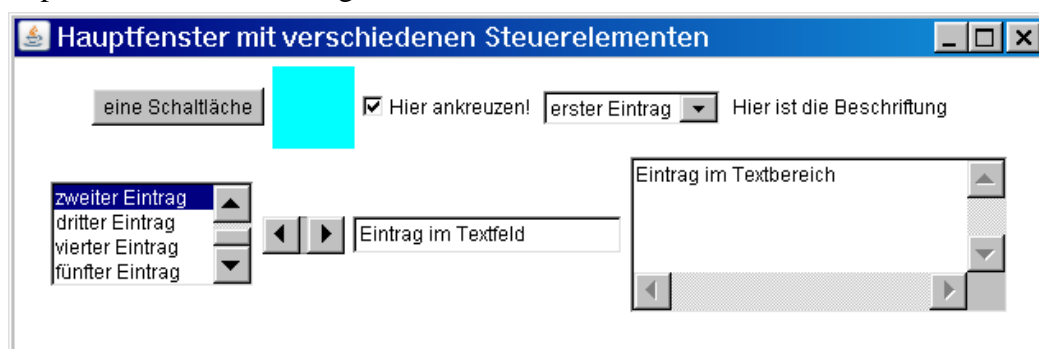 Hauptfenster mit verschiedenen Steuerelementen
eine Schaltläche
Hier ankreuzen!
erster Eintrag
Hier ist die Beschriftung
zweiter Eintrag
dritter Eintrag
vierter Eintrag
fünfter Eintrag
Eintrag im Textfeld
Eintrag im Textbereich